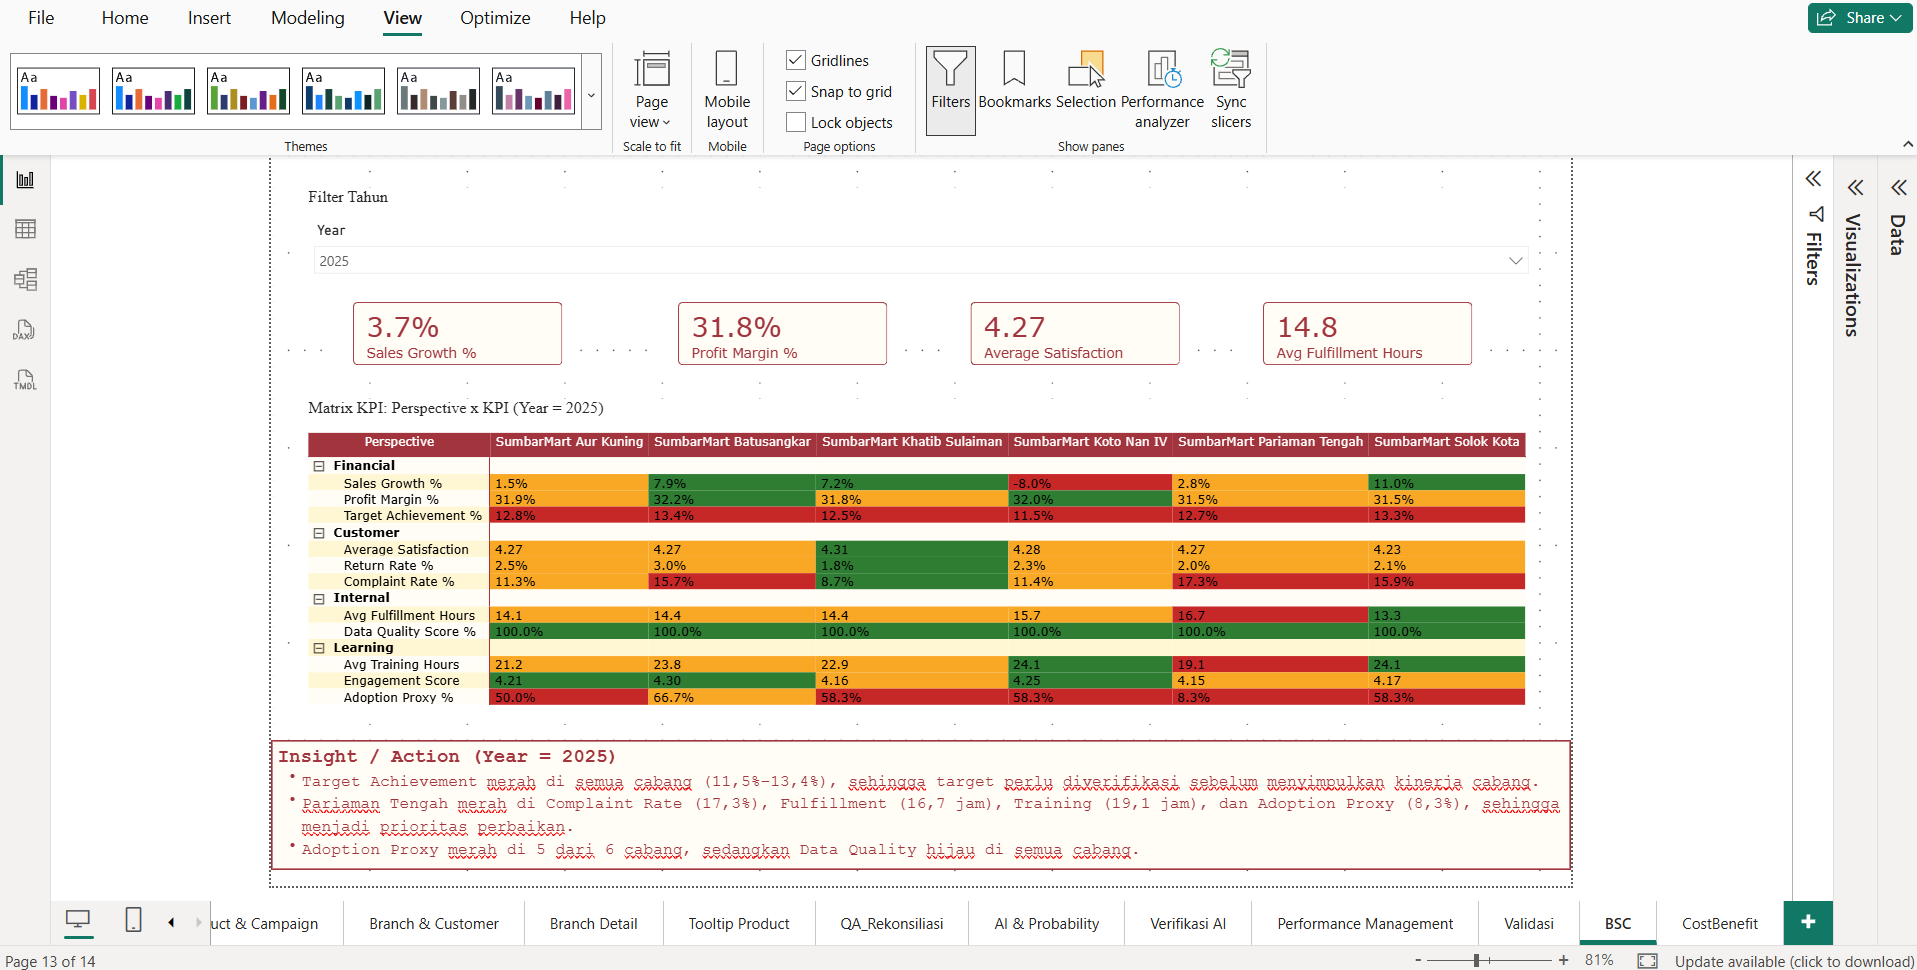 File Home Insert Modeling View Optimize Help Share
Aa Aa Aa Aa Aa Aa
Themes
Page view
Scale to fit
Mobile layout
Mobile
Gridlines
Snap to grid
Lock objects
Page options
Filters Bookmarks Selection Performance analyzer Sync slicers
Show panes
DAX
TMDL
Filter Tahun
Year
2025
3.7%
Sales Growth %
31.8%
Profit Margin %
4.27
Average Satisfaction
14.8
Avg Fulfillment Hours
Matrix KPI: Perspective x KPI (Year = 2025)
Perspective SumbarMart Aur Kuning SumbarMart Batusangkar SumbarMart Khatib Sulaiman SumbarMart Koto Nan IV SumbarMart Pariaman Tengah SumbarMart Solok Kota
Financial
Sales Growth % 1.5% 7.9% 7.2% -8.0% 2.8% 11.0%
Profit Margin % 31.9% 32.2% 31.8% 32.0% 31.5% 31.5%
Target Achievement % 12.8% 13.4% 12.5% 11.5% 12.7% 13.3%
Customer
Average Satisfaction 4.27 4.27 4.31 4.28 4.27 4.23
Return Rate % 2.5% 3.0% 1.8% 2.3% 2.0% 2.1%
Complaint Rate % 11.3% 15.7% 8.7% 11.4% 17.3% 15.9%
Internal
Avg Fulfillment Hours 14.1 14.4 14.4 15.7 16.7 13.3
Data Quality Score % 100.0% 100.0% 100.0% 100.0% 100.0% 100.0%
Learning
Avg Training Hours 21.2 23.8 22.9 24.1 19.1 24.1
Engagement Score 4.21 4.30 4.16 4.25 4.15 4.17
Adoption Proxy % 50.0% 66.7% 58.3% 58.3% 8.3% 58.3%
Insight / Action (Year = 2025)
• Target Achievement merah di semua cabang (11,5%–13,4%), sehingga target perlu diverifikasi sebelum menyimpulkan kinerja cabang.
• Pariaman Tengah merah di Complaint Rate (17,3%), Fulfillment (16,7 jam), Training (19,1 jam), dan Adoption Proxy (8,3%), sehingga
menjadi prioritas perbaikan.
• Adoption Proxy merah di 5 dari 6 cabang, sedangkan Data Quality hijau di semua cabang.
Filters
Visualizations
Data
uct & Campaign Branch & Customer Branch Detail Tooltip Product QA_Rekonsiliasi AI & Probability Verifikasi AI Performance Management Validasi BSC CostBenefit +
Page 13 of 14 - + 81% Update available (click to download)